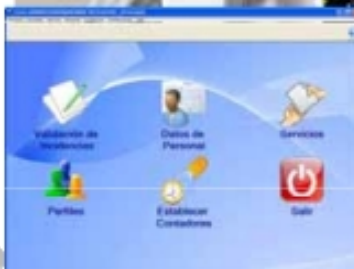 Validación de
Incidencias
Datos de
Personal
Servicios
Perfiles
Establecer
Contadores
Salir